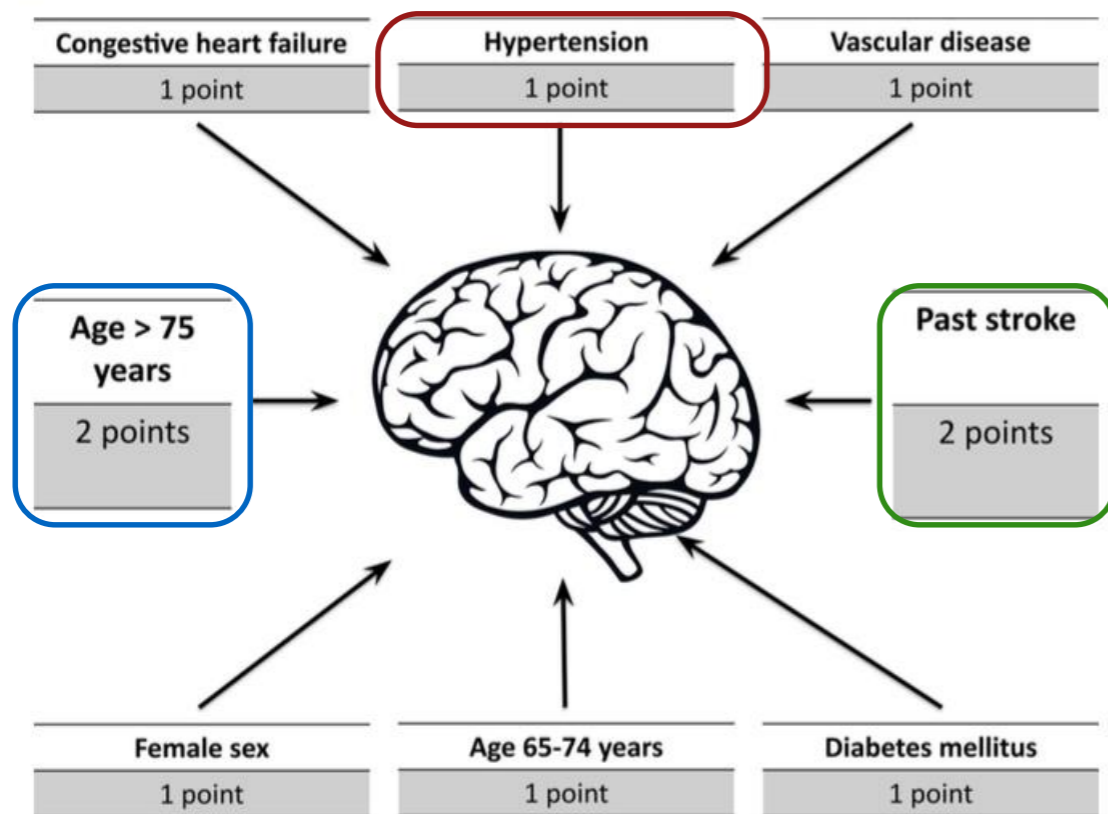 Congestive heart failure
1 point
Hypertension
1 point
Vascular disease
1 point
Age > 75
years
2 points
Past stroke
2 points
Female sex
1 point
Age 65-74 years
1 point
Diabetes mellitus
1 point